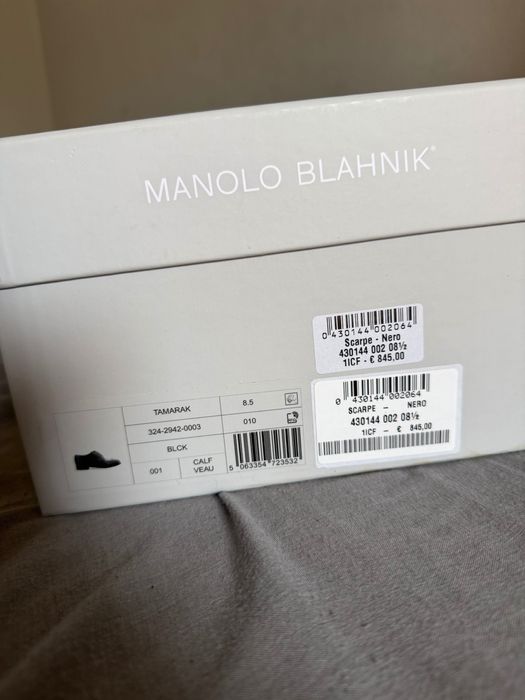 MANOLO BLAHNIK®
0 430144 002064
Scarpe - Nero
430144 002 08½
1ICF - € 845,00
0 430144 002064
SCARPE - NERO
430144 002 08½
1ICF - € 845,00
TAMARAK 8.5
324-2942-0003 010
BLCK
001 CALF VEAU
5 063354 723532